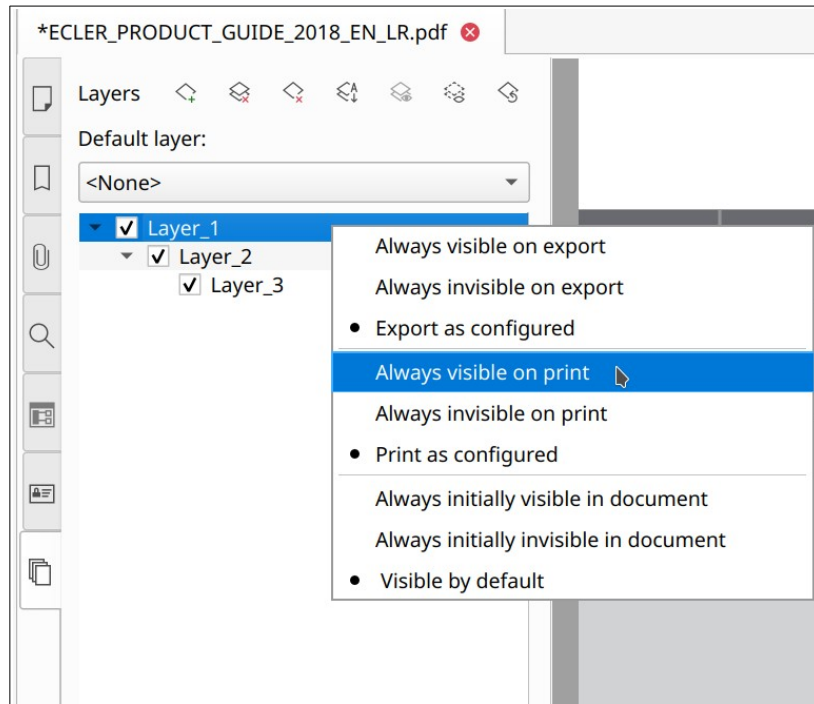 *ECLER_PRODUCT_GUIDE_2018_EN_LR.pdf
Layers
Default layer:
<None>
Layer_1
Layer_2
Layer_3
Always visible on export
Always invisible on export
Export as configured
Always visible on print
Always invisible on print
Print as configured
Always initially visible in document
Always initially invisible in document
Visible by default